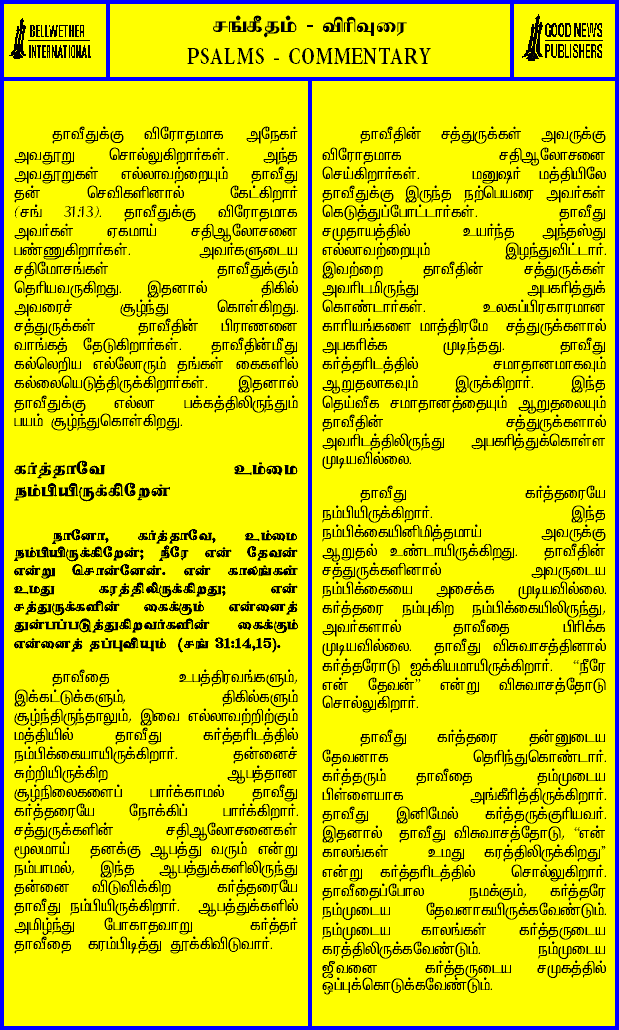 BELLWETHER
INTERNATIONAL
சங்கீதம் - விரிவுரை
PSALMS - COMMENTARY
GOOD NEWS
PUBLISHERS
தாவீதுக்கு விரோதமாக அநேகர்
அவதூறு சொல்லுகிறார்கள். அந்த
அவதூறுகள் எல்லாவற்றையும் தாவீது
தன் செவிகளினால் கேட்கிறார்
(சங் 31:13). தாவீதுக்கு விரோதமாக
அவர்கள் ஏகமாய் சதிஆலோசனை
பண்ணுகிறார்கள். அவர்களுடைய
சதிமோசங்கள் தாவீதுக்கும்
தெரியவருகிறது. இதனால் திகில்
அவரைச் சூழ்ந்து கொள்கிறது.
சத்துருக்கள் தாவீதின் பிராணனை
வாங்கத் தேடுகிறார்கள். தாவீதின்மீது
கல்லெறிய எல்லோரும் தங்கள் கைகளில்
கல்லையெடுத்திருக்கிறார்கள். இதனால்
தாவீதுக்கு எல்லா பக்கத்திலிருந்தும்
பயம் சூழ்ந்துகொள்கிறது.
கர்த்தாவே உம்மை
நம்பியிருக்கிறேன்
நானோ, கர்த்தாவே, உம்மை
நம்பியிருக்கிறேன்; நீரே என் தேவன்
என்று சொன்னேன். என் காலங்கள்
உமது கரத்திலிருக்கிறது; என்
சத்துருக்களின் கைக்கும் என்னைத்
துன்பப்படுத்துகிறவர்களின் கைக்கும்
என்னைத் தப்புவியும் (சங் 31:14,15).
தாவீதை உபத்திரவங்களும்,
இக்கட்டுக்களும், திகில்களும்
சூழ்ந்திருந்தாலும், இவை எல்லாவற்றிற்கும்
மத்தியில் தாவீது கர்த்தரிடத்தில்
நம்பிக்கையாயிருக்கிறார். தன்னைச்
சுற்றியிருக்கிற ஆபத்தான
சூழ்நிலைகளைப் பார்க்காமல் தாவீது
கர்த்தரையே நோக்கிப் பார்க்கிறார்.
சத்துருக்களின் சதிஆலோசனைகள்
மூலமாய் தனக்கு ஆபத்து வரும் என்று
நம்பாமல், இந்த ஆபத்துக்களிலிருந்து
தன்னை விடுவிக்கிற கர்த்தரையே
தாவீது நம்பியிருக்கிறார். ஆபத்துக்களில்
அமிழ்ந்து போகாதவாறு கர்த்தர்
தாவீதை கரம்பிடித்து தூக்கிவிடுவார்.
தாவீதின் சத்துருக்கள் அவருக்கு
விரோதமாக சதிஆலோசனை
செய்கிறார்கள். மனுஷர் மத்தியிலே
தாவீதுக்கு இருந்த நற்பெயரை அவர்கள்
கெடுத்துப்போட்டார்கள். தாவீது
சமுதாயத்தில் உயர்ந்த அந்தஸ்து
எல்லாவற்றையும் இழந்துவிட்டார்.
இவற்றை தாவீதின் சத்துருக்கள்
அவரிடமிருந்து அபகரித்துக்
கொண்டார்கள். உலகப்பிரகாரமான
காரியங்களை மாத்திரமே சத்துருக்களால்
அபகரிக்க முடிந்தது. தாவீது
கர்த்தரிடத்தில் சமாதானமாகவும்
ஆறுதலாகவும் இருக்கிறார். இந்த
தெய்வீக சமாதானத்தையும் ஆறுதலையும்
தாவீதின் சத்துருக்களால்
அவரிடத்திலிருந்து அபகரித்துக்கொள்ள
முடியவில்லை.
தாவீது கர்த்தரையே
நம்பியிருக்கிறார். இந்த
நம்பிக்கையினிமித்தமாய் அவருக்கு
ஆறுதல் உண்டாயிருக்கிறது. தாவீதின்
சத்துருக்களினால் அவருடைய
நம்பிக்கையை அசைக்க முடியவில்லை.
கர்த்தரை நம்புகிற நம்பிக்கையிலிருந்து,
அவர்களால் தாவீதை பிரிக்க
முடியவில்லை. தாவீது விசுவாசத்தினால்
கர்த்தரோடு ஐக்கியமாயிருக்கிறார். “நீரே
என் தேவன்” என்று விசுவாசத்தோடு
சொல்லுகிறார்.
தாவீது கர்த்தரை தன்னுடைய
தேவனாக தெரிந்துகொண்டார்.
கர்த்தரும் தாவீதை தம்முடைய
பிள்ளையாக அங்கீரித்திருக்கிறார்.
தாவீது இனிமேல் கர்த்தருக்குரியவர்.
இதனால் தாவீது விசுவாசத்தோடு, “என்
காலங்கள் உமது கரத்திலிருக்கிறது”
என்று கர்த்தரிடத்தில் சொல்லுகிறார்.
தாவீதைப்போல நமக்கும், கர்த்தரே
நம்முடைய தேவனாகயிருக்கவேண்டும்.
நம்முடைய காலங்கள் கர்த்தருடைய
கரத்திலிருக்கவேண்டும். நம்முடைய
ஜீவனை கர்த்தருடைய சமுகத்தில்
ஒப்புக்கொடுக்கவேண்டும்.